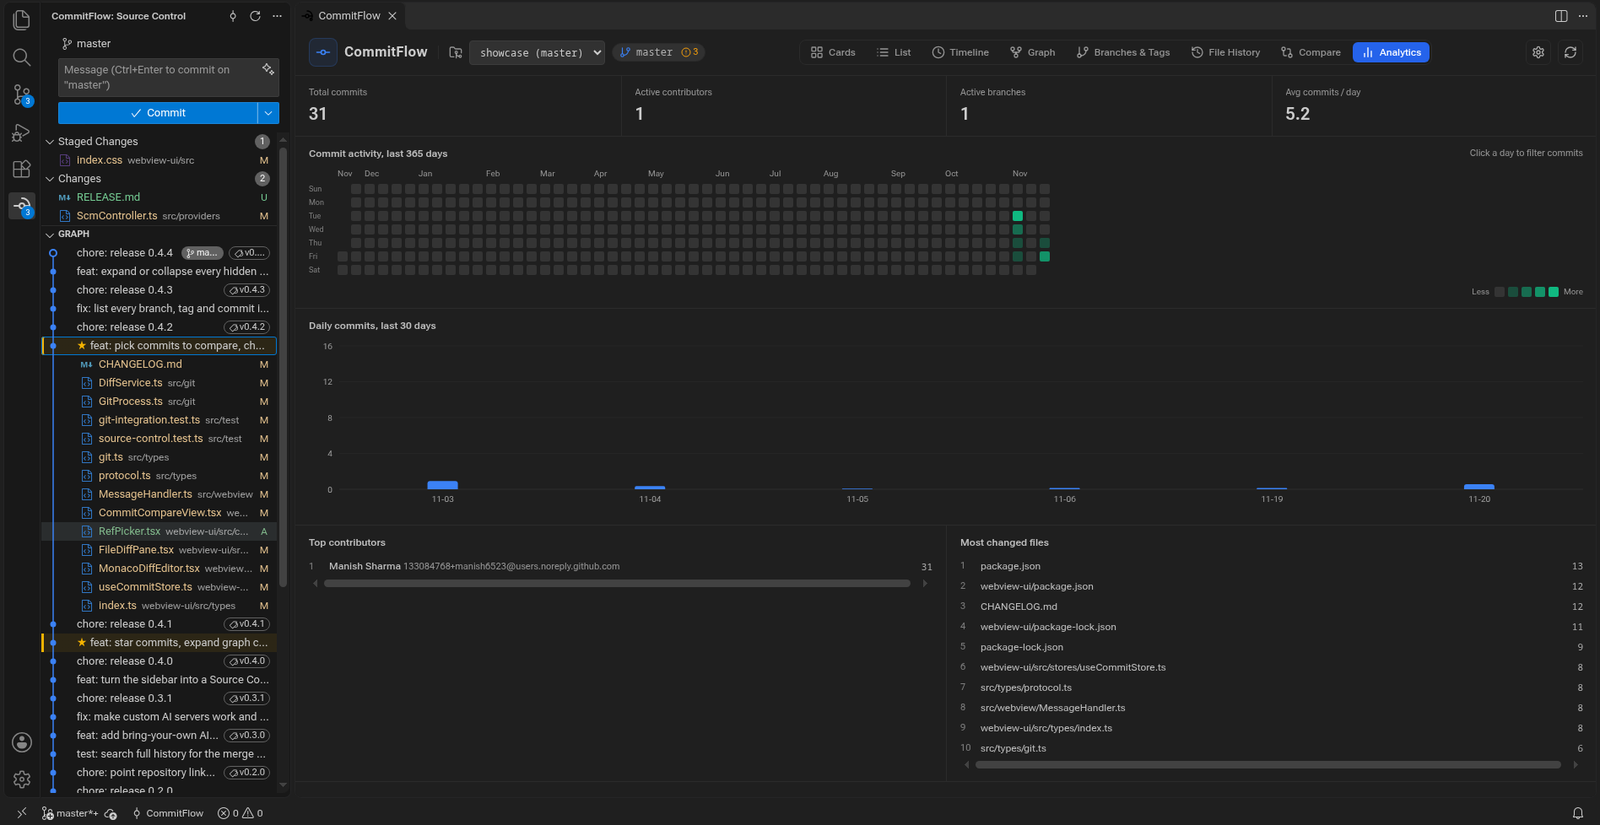 CommitFlow: Source Control
master
Message (Ctrl+Enter to commit on
"master")
Commit
Staged Changes 1
index.css webview-ui/src M
Changes 2
RELEASE.md U
ScmController.ts src/providers M
GRAPH
chore: release 0.4.4 ma... v0....
feat: expand or collapse every hidden ...
chore: release 0.4.3 v0.4.3
fix: list every branch, tag and commit i...
chore: release 0.4.2 v0.4.2
★ feat: pick commits to compare, ch...
CHANGELOG.md M
DiffService.ts src/git M
GitProcess.ts src/git M
git-integration.test.ts src/test M
source-control.test.ts src/test M
git.ts src/types M
protocol.ts src/types M
MessageHandler.ts src/webview M
CommitCompareView.tsx we... M
RefPicker.tsx webview-ui/src/c... A
FileDiffPane.tsx webview-ui/sr... M
MonacoDiffEditor.tsx webview... M
useCommitStore.ts webview-... M
index.ts webview-ui/src/types M
chore: release 0.4.1 v0.4.1
★ feat: star commits, expand graph c...
chore: release 0.4.0 v0.4.0
feat: turn the sidebar into a Source Co...
chore: release 0.3.1 v0.3.1
fix: make custom AI servers work and ...
feat: add bring-your-own AI... v0.3.0
test: search full history for the merge ...
chore: point repository link... v0.2.0
chore: release 0.2.0
3
3
CommitFlow
CommitFlow showcase (master) master 3 Cards List Timeline Graph Branches & Tags File History Compare Analytics
Total commits
31
Active contributors
1
Active branches
1
Avg commits / day
5.2
Commit activity, last 365 days
Click a day to filter commits
Nov Dec Jan Feb Mar Apr May Jun Jul Aug Sep Oct Nov
Sun
Mon
Tue
Wed
Thu
Fri
Sat
Less More
Daily commits, last 30 days
16
12
8
4
0
11-03 11-04 11-05 11-06 11-19 11-20
Top contributors
1 Manish Sharma 133084768+manish6523@users.noreply.github.com 31
Most changed files
1 package.json 13
2 webview-ui/package.json 12
3 CHANGELOG.md 12
4 webview-ui/package-lock.json 11
5 package-lock.json 9
6 webview-ui/src/stores/useCommitStore.ts 8
7 src/types/protocol.ts 8
8 src/webview/MessageHandler.ts 8
9 webview-ui/src/types/index.ts 8
10 src/types/git.ts 6
master*+ CommitFlow 0 0